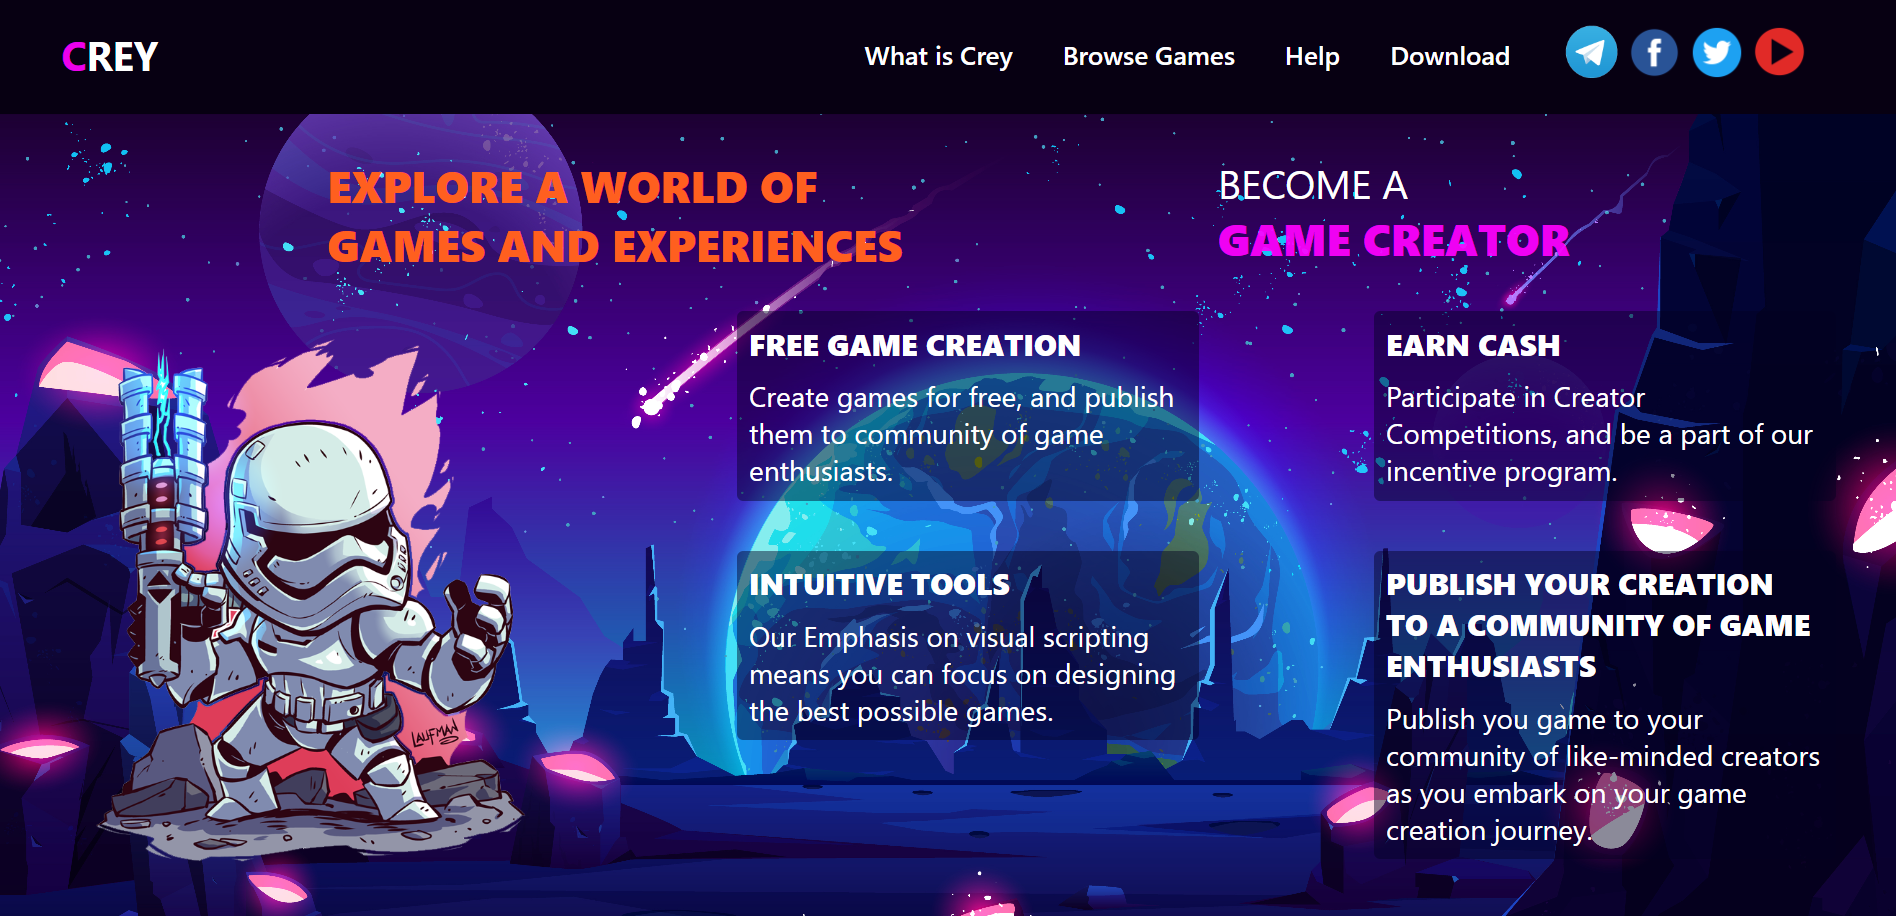 CREY
What is Crey
Browse Games
Help
Download
EXPLORE A WORLD OF
GAMES AND EXPERIENCES
BECOME A
GAME CREATOR
FREE GAME CREATION
Create games for free, and publish
them to community of game
enthusiasts.
EARN CASH
Participate in Creator
Competitions, and be a part of our
incentive program.
INTUITIVE TOOLS
Our Emphasis on visual scripting
means you can focus on designing
the best possible games.
PUBLISH YOUR CREATION
TO A COMMUNITY OF GAME
ENTHUSIASTS
Publish you game to your
community of like-minded creators
as you embark on your game
creation journey.
LAUFMAN